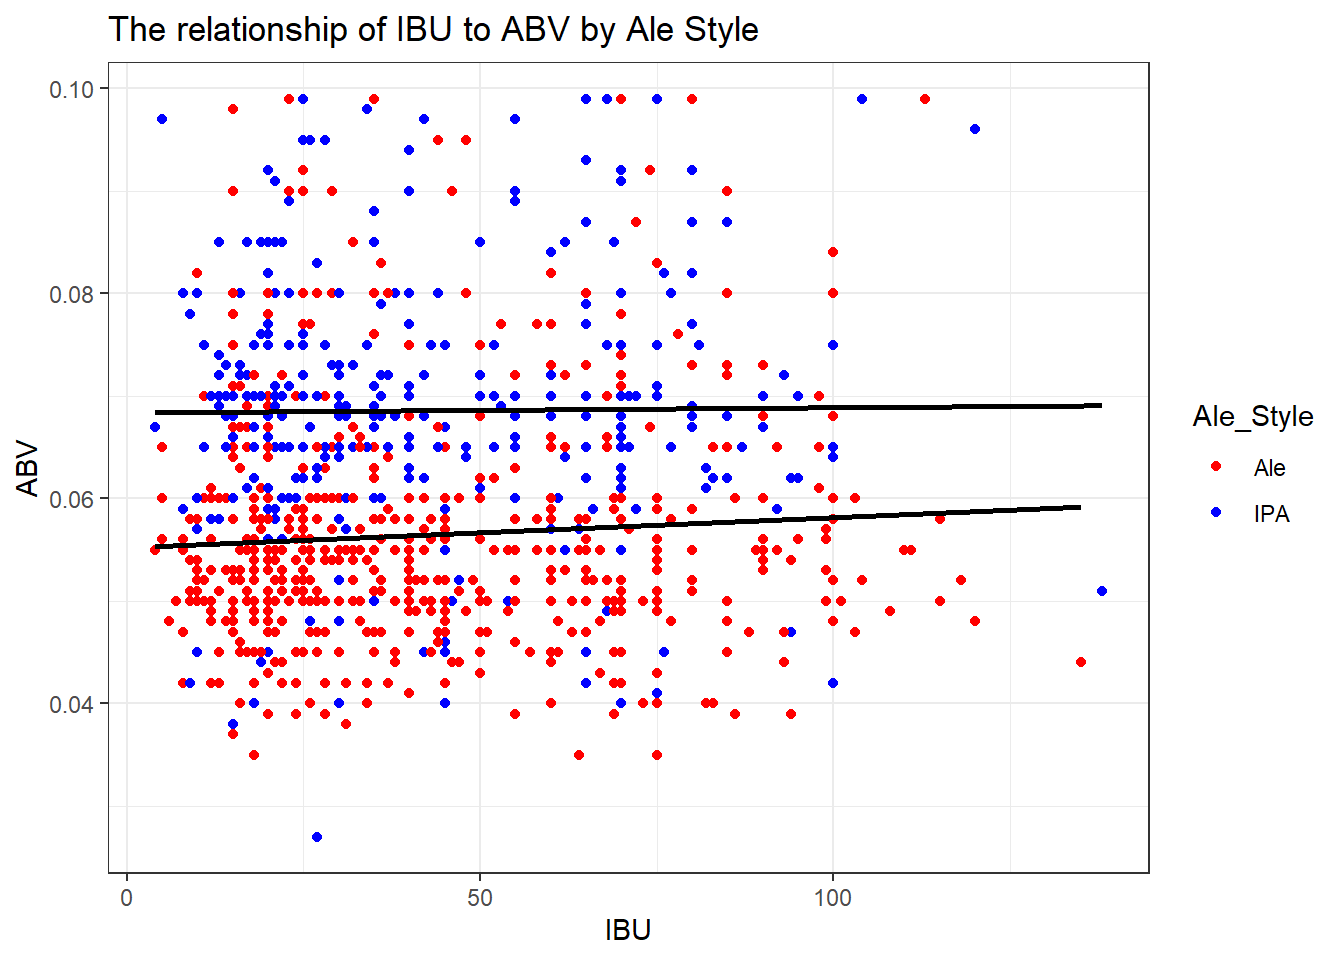 The relationship of IBU to ABV by Ale Style
0.10
0.08
0.06
0.04
ABV
0
50
100
IBU
Ale_Style
Ale
IPA